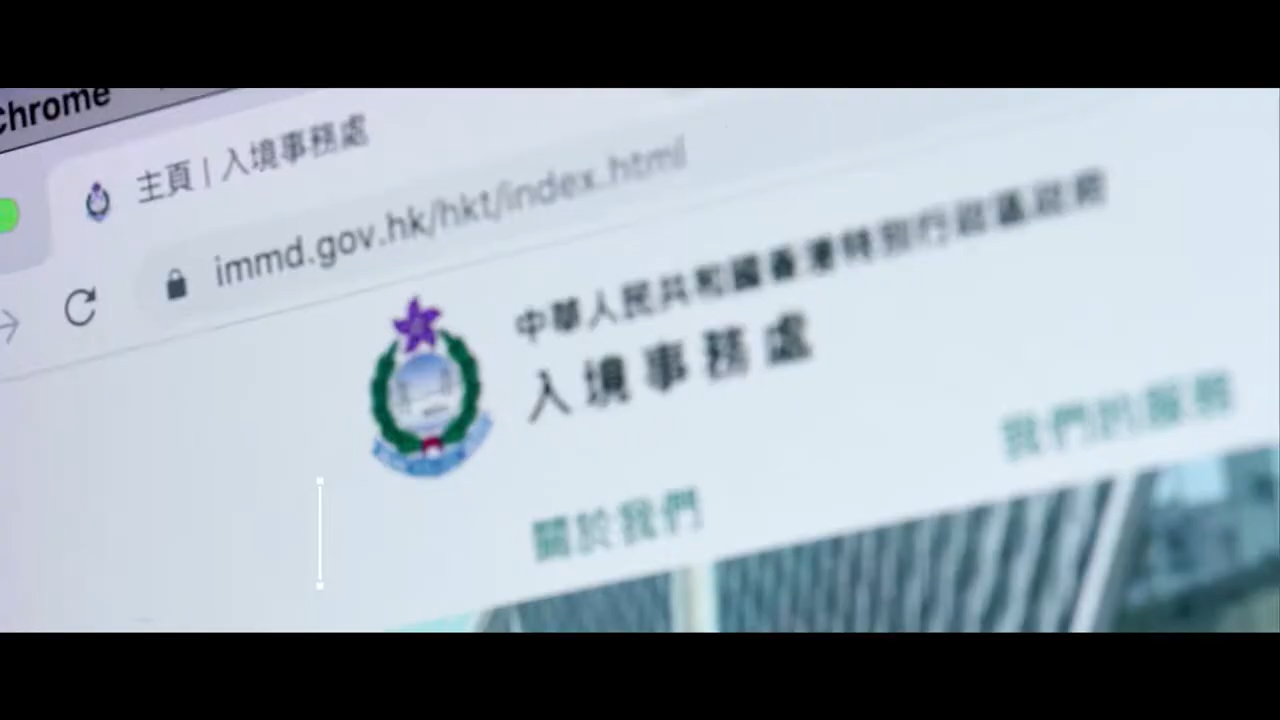 Chrome
主頁 | 入境事務處
immd.gov.hk/hkt/index.html
中華人民共和國香港特別行政區政府
入境事務處
我們的服務
關於我們